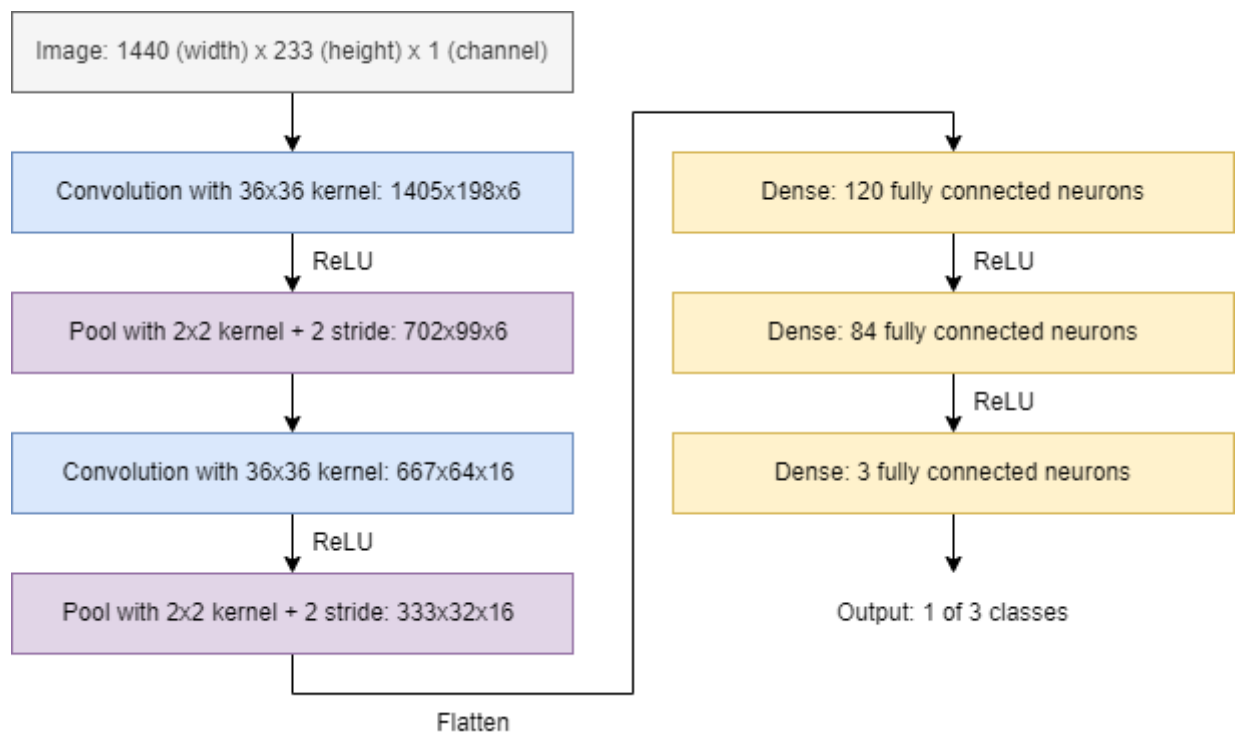 Image: 1440 (width) x 233 (height) x 1 (channel)
Convolution with 36x36 kernel: 1405x198x6
ReLU
Pool with 2x2 kernel + 2 stride: 702x99x6
Convolution with 36x36 kernel: 667x64x16
ReLU
Pool with 2x2 kernel + 2 stride: 333x32x16
Flatten
Dense: 120 fully connected neurons
ReLU
Dense: 84 fully connected neurons
ReLU
Dense: 3 fully connected neurons
Output: 1 of 3 classes